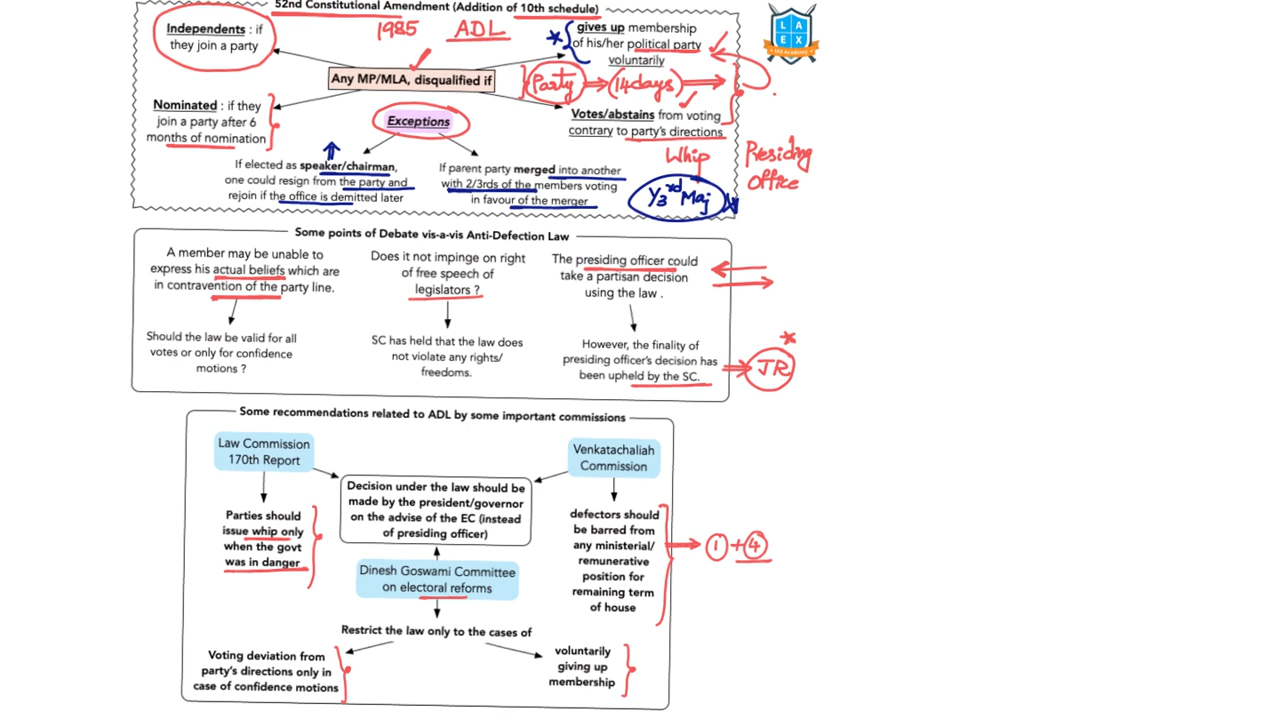 52nd Constitutional Amendment (Addition of 10th schedule)
1985 ADL
Independents : if
they join a party
gives up membership
of his/her political party
voluntarily
Any MP/MLA, disqualified if
Party → (14days) →
Nominated : if they
join a party after 6
months of nomination
Exceptions
Votes/abstains from voting
contrary to party's directions
If elected as speaker/chairman,
one could resign from the party and
rejoin if the office is demitted later
If parent party merged into another
with 2/3rds of the members voting
in favour of the merger
Whip
Presiding
Office
rd Maj
L A
E X
IAS Academy
Some points of Debate vis-a-vis Anti-Defection Law
A member may be unable to
express his actual beliefs which are
in contravention of the party line.
Does it not impinge on right
of free speech of
legislators ?
The presiding officer could
take a partisan decision
using the law .
Should the law be valid for all
votes or only for confidence
motions ?
SC has held that the law does
not violate any rights/
freedoms.
However, the finality of
presiding officer's decision has
been upheld by the SC.
JR
Some recommendations related to ADL by some important commissions
Law Commission
170th Report
Venkatachaliah
Commission
Decision under the law should be
made by the president/governor
on the advise of the EC (instead
of presiding officer)
Parties should
issue whip only
when the govt
was in danger
defectors should
be barred from
any ministerial/
remunerative
position for
remaining term
of house
1 + 4
Dinesh Goswami Committee
on electoral reforms
Restrict the law only to the cases of
Voting deviation from
party's directions only in
case of confidence motions
voluntarily
giving up
membership